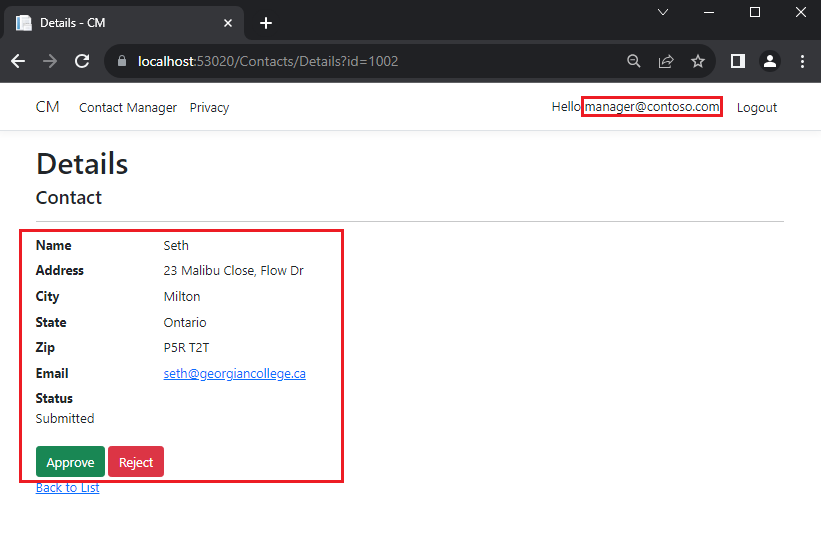 Details - CM
localhost:53020/Contacts/Details?id=1002
CM Contact Manager Privacy Hello manager@contoso.com Logout
Details
Contact
Name Seth
Address 23 Malibu Close, Flow Dr
City Milton
State Ontario
Zip P5R T2T
Email seth@georgiancollege.ca
Status
Submitted
Approve Reject
Back to List